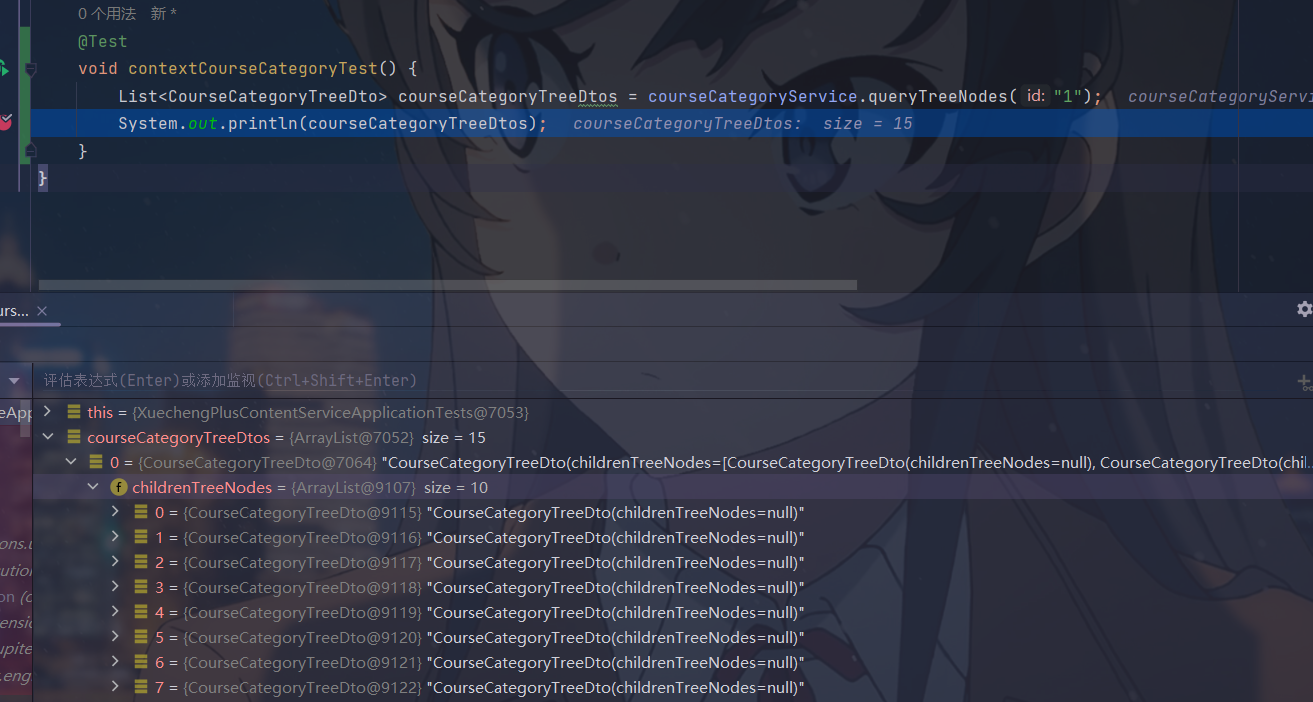 0 个用法 新 *
@Test
void contextCourseCategoryTest() {
List<CourseCategoryTreeDto> courseCategoryTreeDtos = courseCategoryService.queryTreeNodes( id: "1"); courseCategoryServi
System.out.println(courseCategoryTreeDtos); courseCategoryTreeDtos: size = 15
}
}
urs... ×
评估表达式(Enter)或添加监视(Ctrl+Shift+Enter)
eApp
this = {XuechengPlusContentServiceApplicationTests@7053}
courseCategoryTreeDtos = {ArrayList@7052} size = 15
0 = {CourseCategoryTreeDto@7064} "CourseCategoryTreeDto(childrenTreeNodes=[CourseCategoryTreeDto(childrenTreeNodes=null), CourseCategoryTreeDto(chil...
f childrenTreeNodes = {ArrayList@9107} size = 10
0 = {CourseCategoryTreeDto@9115} "CourseCategoryTreeDto(childrenTreeNodes=null)"
ons.u
1 = {CourseCategoryTreeDto@9116} "CourseCategoryTreeDto(childrenTreeNodes=null)"
ution
2 = {CourseCategoryTreeDto@9117} "CourseCategoryTreeDto(childrenTreeNodes=null)"
on (o
3 = {CourseCategoryTreeDto@9118} "CourseCategoryTreeDto(childrenTreeNodes=null)"
ensio
4 = {CourseCategoryTreeDto@9119} "CourseCategoryTreeDto(childrenTreeNodes=null)"
5 = {CourseCategoryTreeDto@9120} "CourseCategoryTreeDto(childrenTreeNodes=null)"
upite
6 = {CourseCategoryTreeDto@9121} "CourseCategoryTreeDto(childrenTreeNodes=null)"
.eng
7 = {CourseCategoryTreeDto@9122} "CourseCategoryTreeDto(childrenTreeNodes=null)"